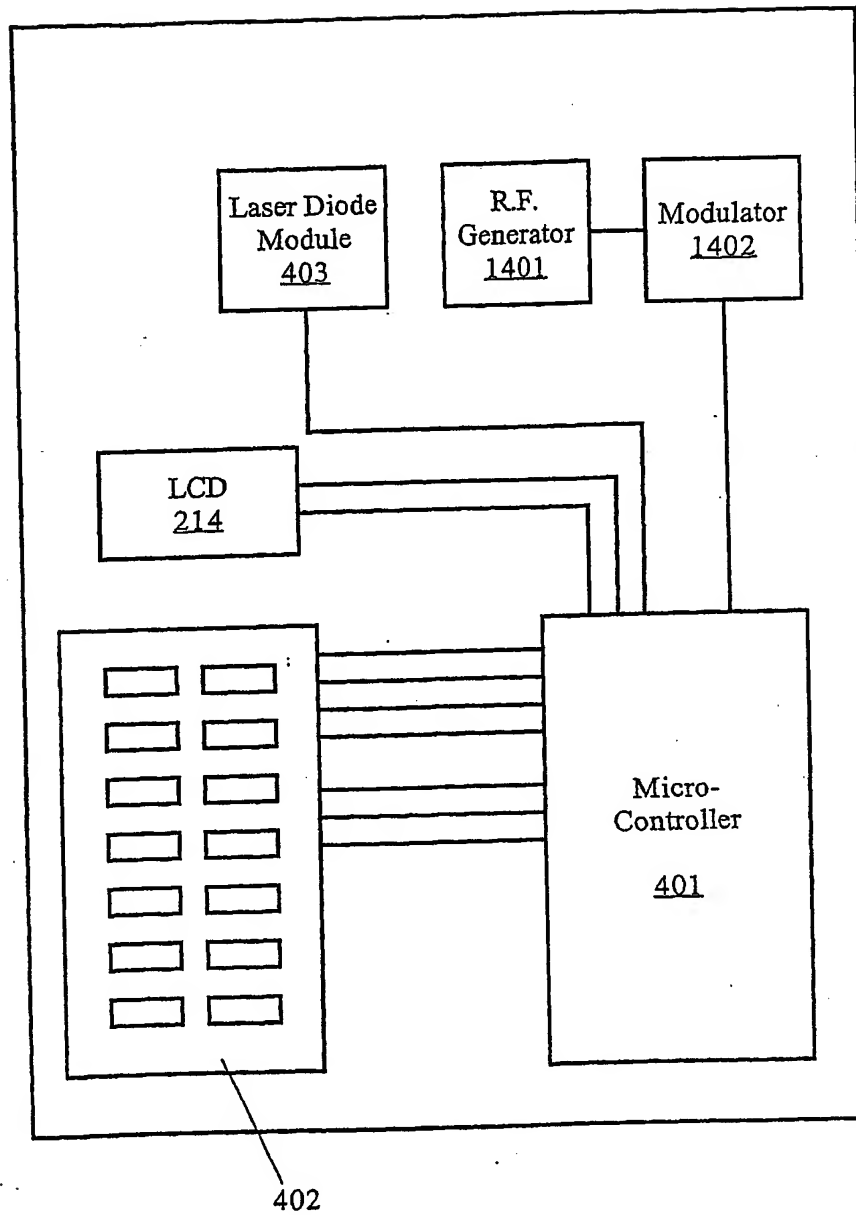 Laser Diode
Module
403
R.F.
Generator
1401
Modulator
1402
LCD
214
Micro-
Controller
401
402